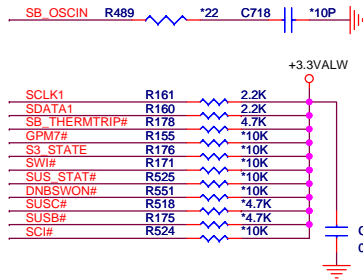 SB_OSCIN R489 *22 C718 *10P
+3.3VALW
SCLK1 R161 2.2K
SDATA1 R160 2.2K
SB_THERMTRIP# R178 4.7K
GPM7# R155 *10K
S3_STATE R176 *10K
SWI# R171 *10K
SUS_STAT# R525 *10K
DNBSWON# R551 *10K
SUSC# R518 *4.7K
SUSB# R175 *4.7K
SCI# R524 *10K